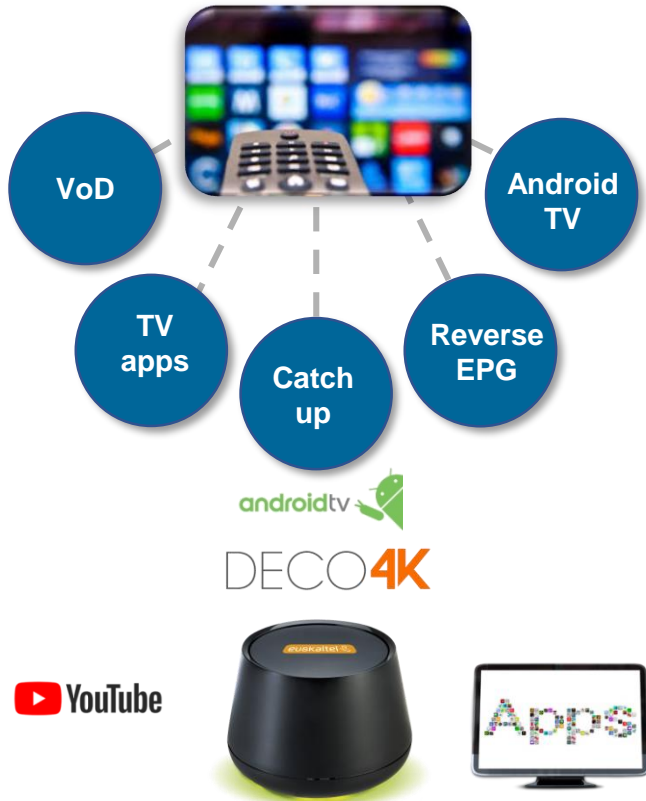 VoD
Android
TV
TV
apps
Catch
up
Reverse
EPG
androidtv
DECO4K
euskaltel
YouTube
Apps